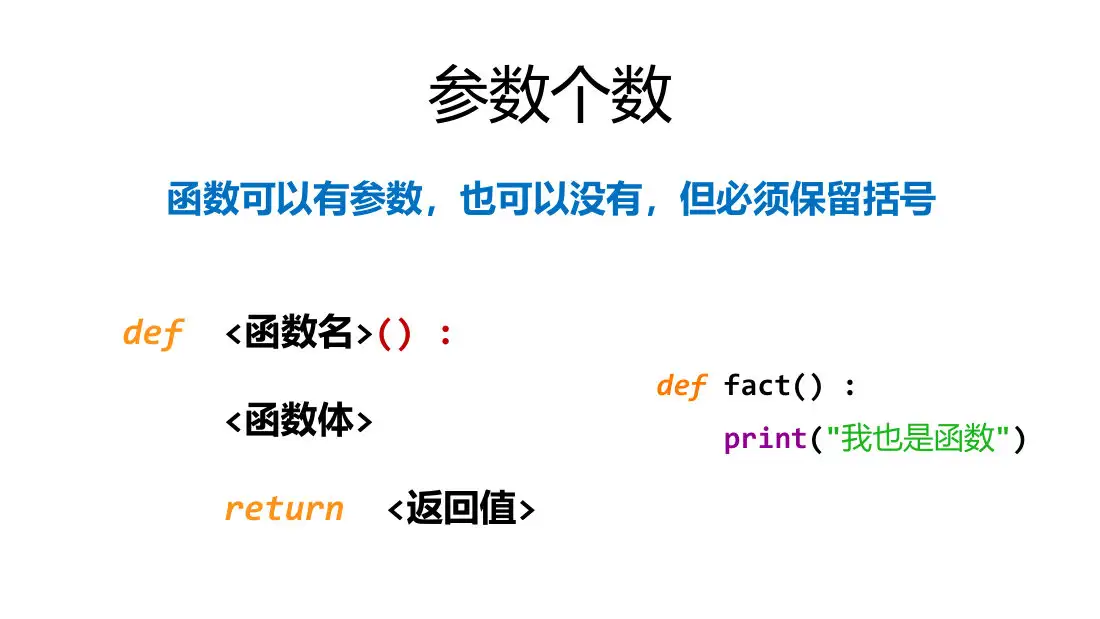 参数个数
函数可以有参数，也可以没有，但必须保留括号
def <函数名>() :
<函数体>
return <返回值>
def fact() :
print("我也是函数")